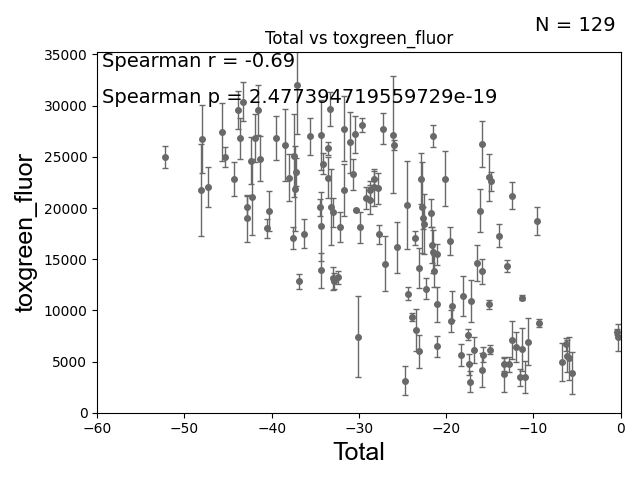 N = 129
Total vs toxgreen_fluor
Spearman r = -0.69
Spearman p = 2.477394719559729e-19
35000
30000
25000
20000
15000
10000
5000
0
toxgreen_fluor
−60 −50 −40 −30 −20 −10 0
Total